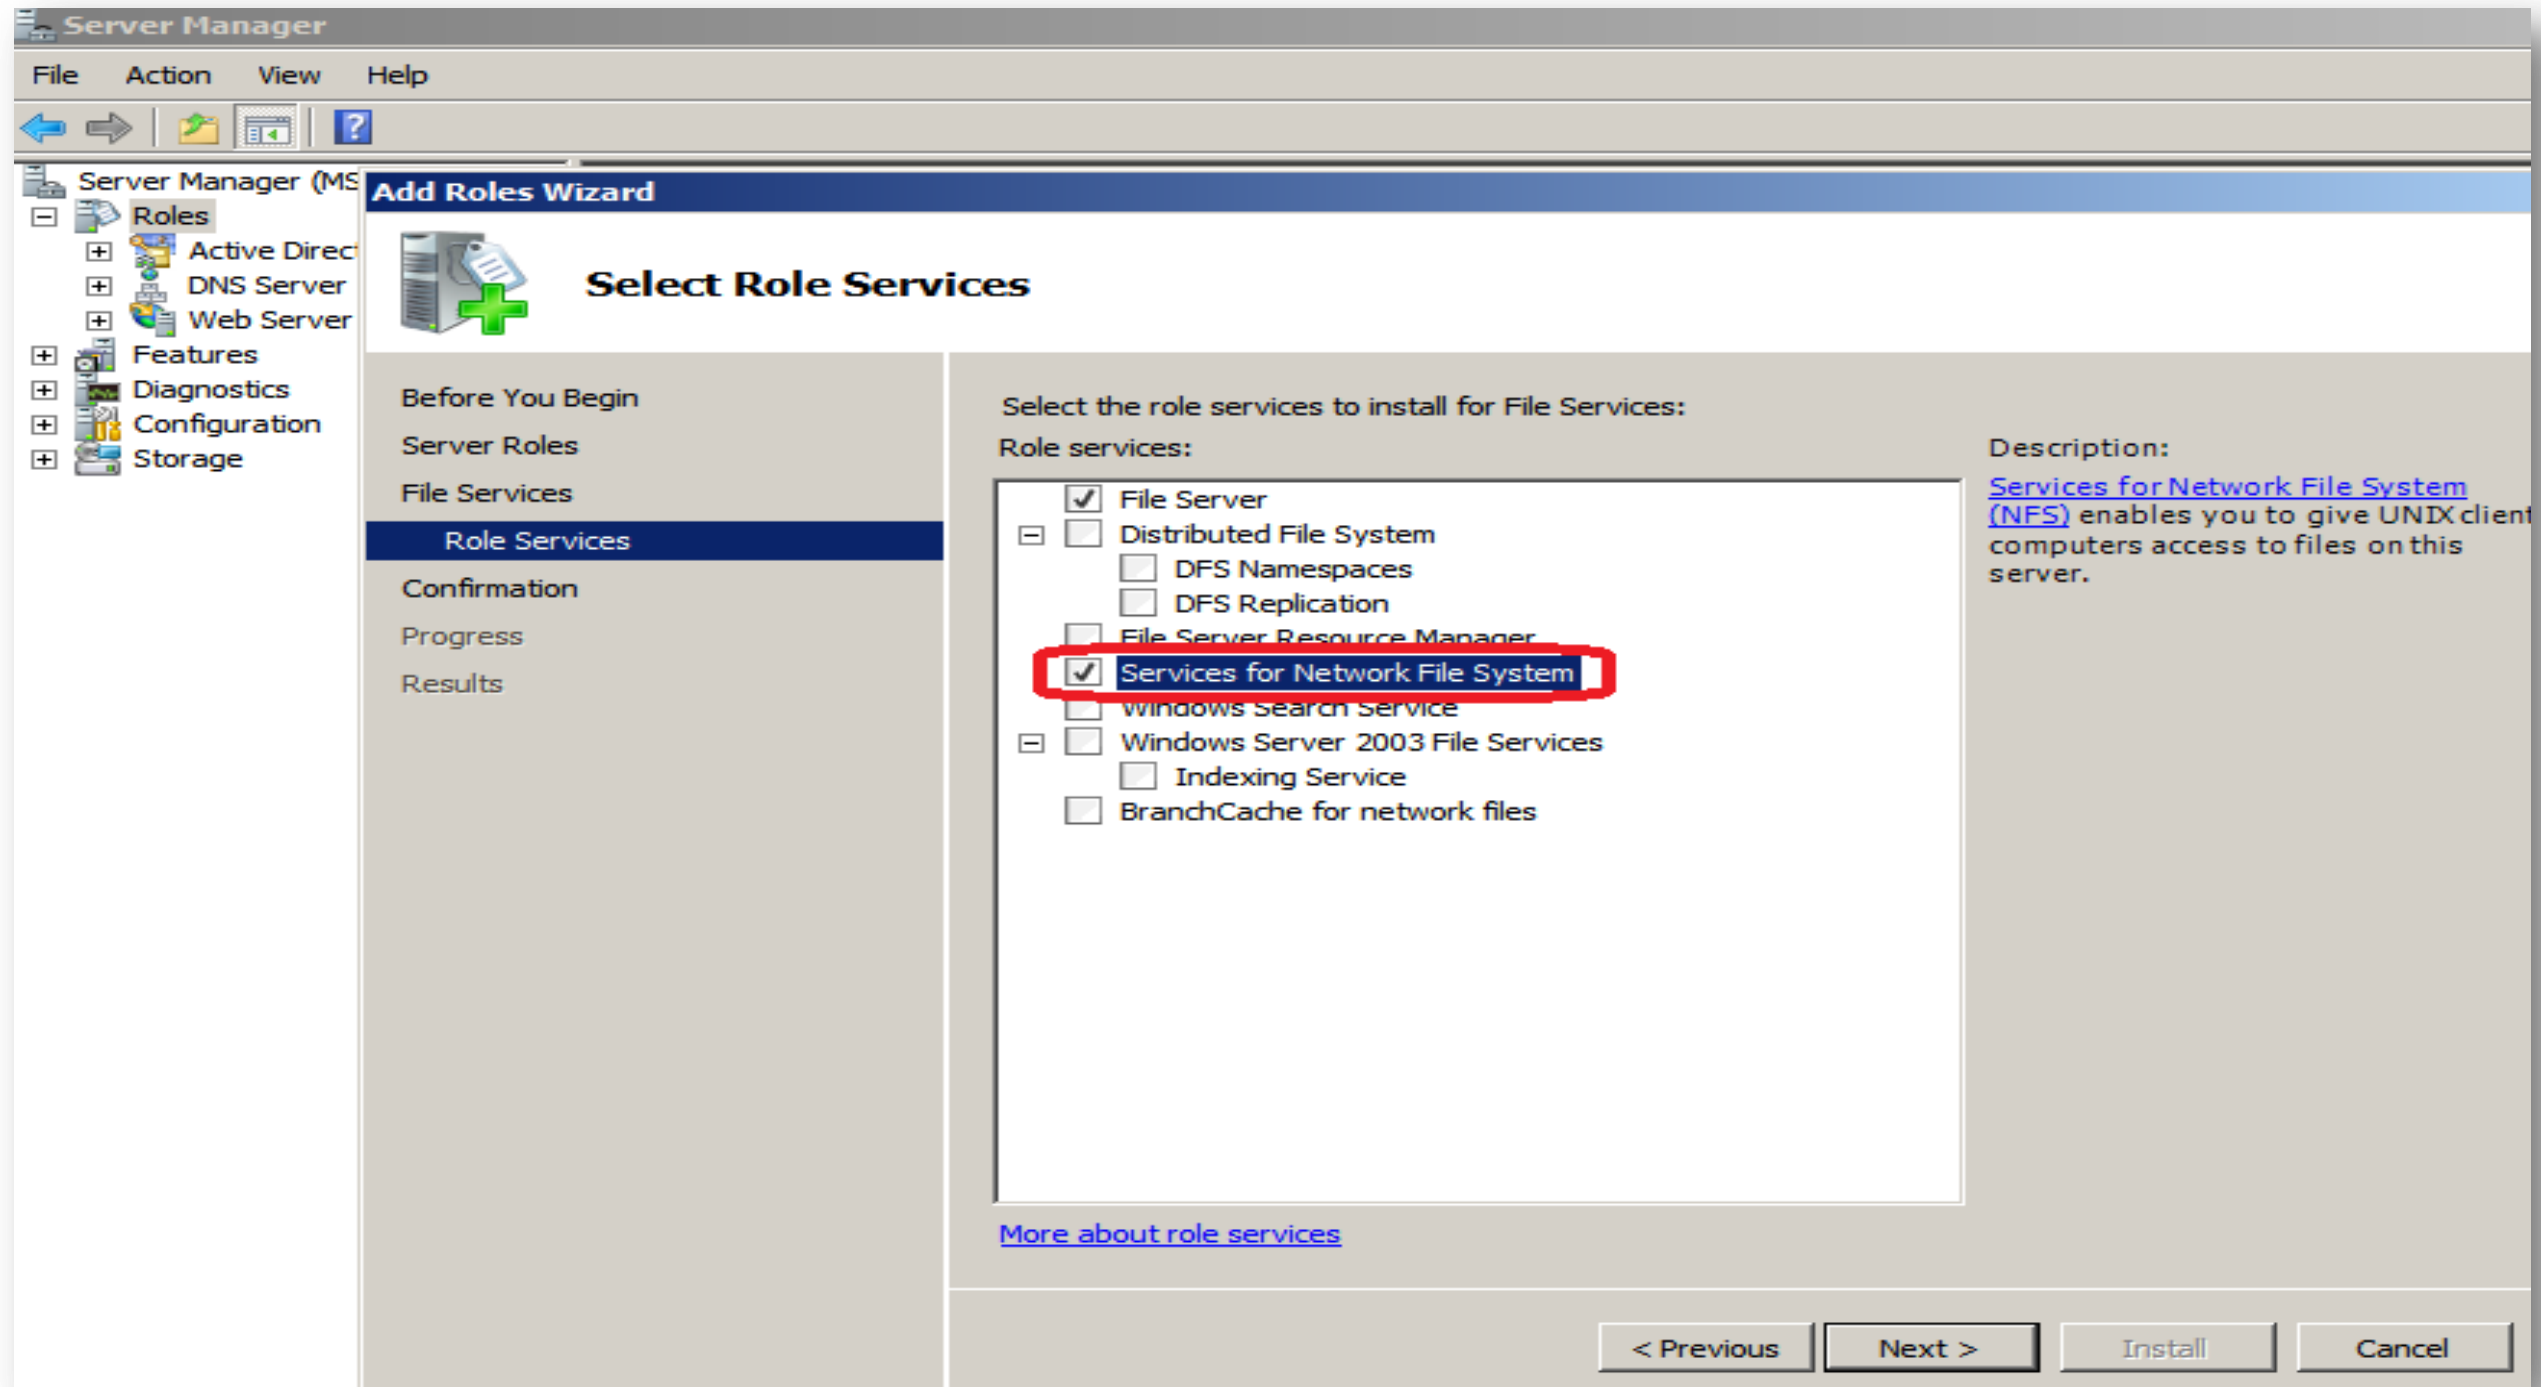 Server Manager
File Action View Help
Server Manager (MS
Roles
Active Direct
DNS Server
Web Server
Features
Diagnostics
Configuration
Storage
Add Roles Wizard
Select Role Services
Before You Begin
Server Roles
File Services
Role Services
Confirmation
Progress
Results
Select the role services to install for File Services:
Role services:
File Server
Distributed File System
DFS Namespaces
DFS Replication
File Server Resource Manager
Services for Network File System
Windows Search Service
Windows Server 2003 File Services
Indexing Service
BranchCache for network files
More about role services
Description:
Services for Network File System
(NFS) enables you to give UNIX client
computers access to files on this
server.
< Previous Next > Install Cancel